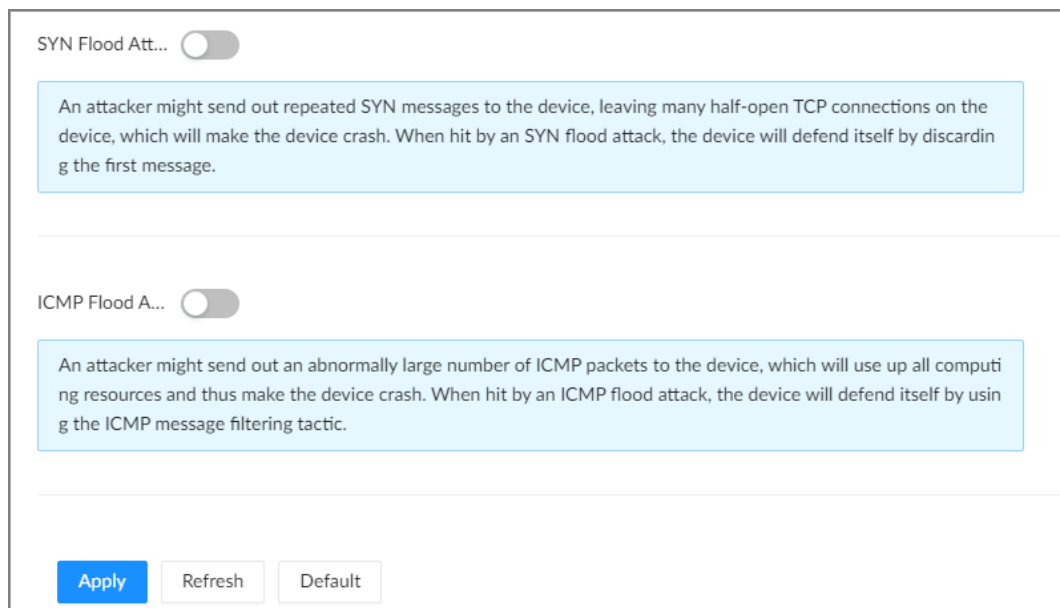 SYN Flood Att...
An attacker might send out repeated SYN messages to the device, leaving many half-open TCP connections on the
device, which will make the device crash. When hit by an SYN flood attack, the device will defend itself by discardin
g the first message.
ICMP Flood A...
An attacker might send out an abnormally large number of ICMP packets to the device, which will use up all computi
ng resources and thus make the device crash. When hit by an ICMP flood attack, the device will defend itself by usin
g the ICMP message filtering tactic.
Apply Refresh Default